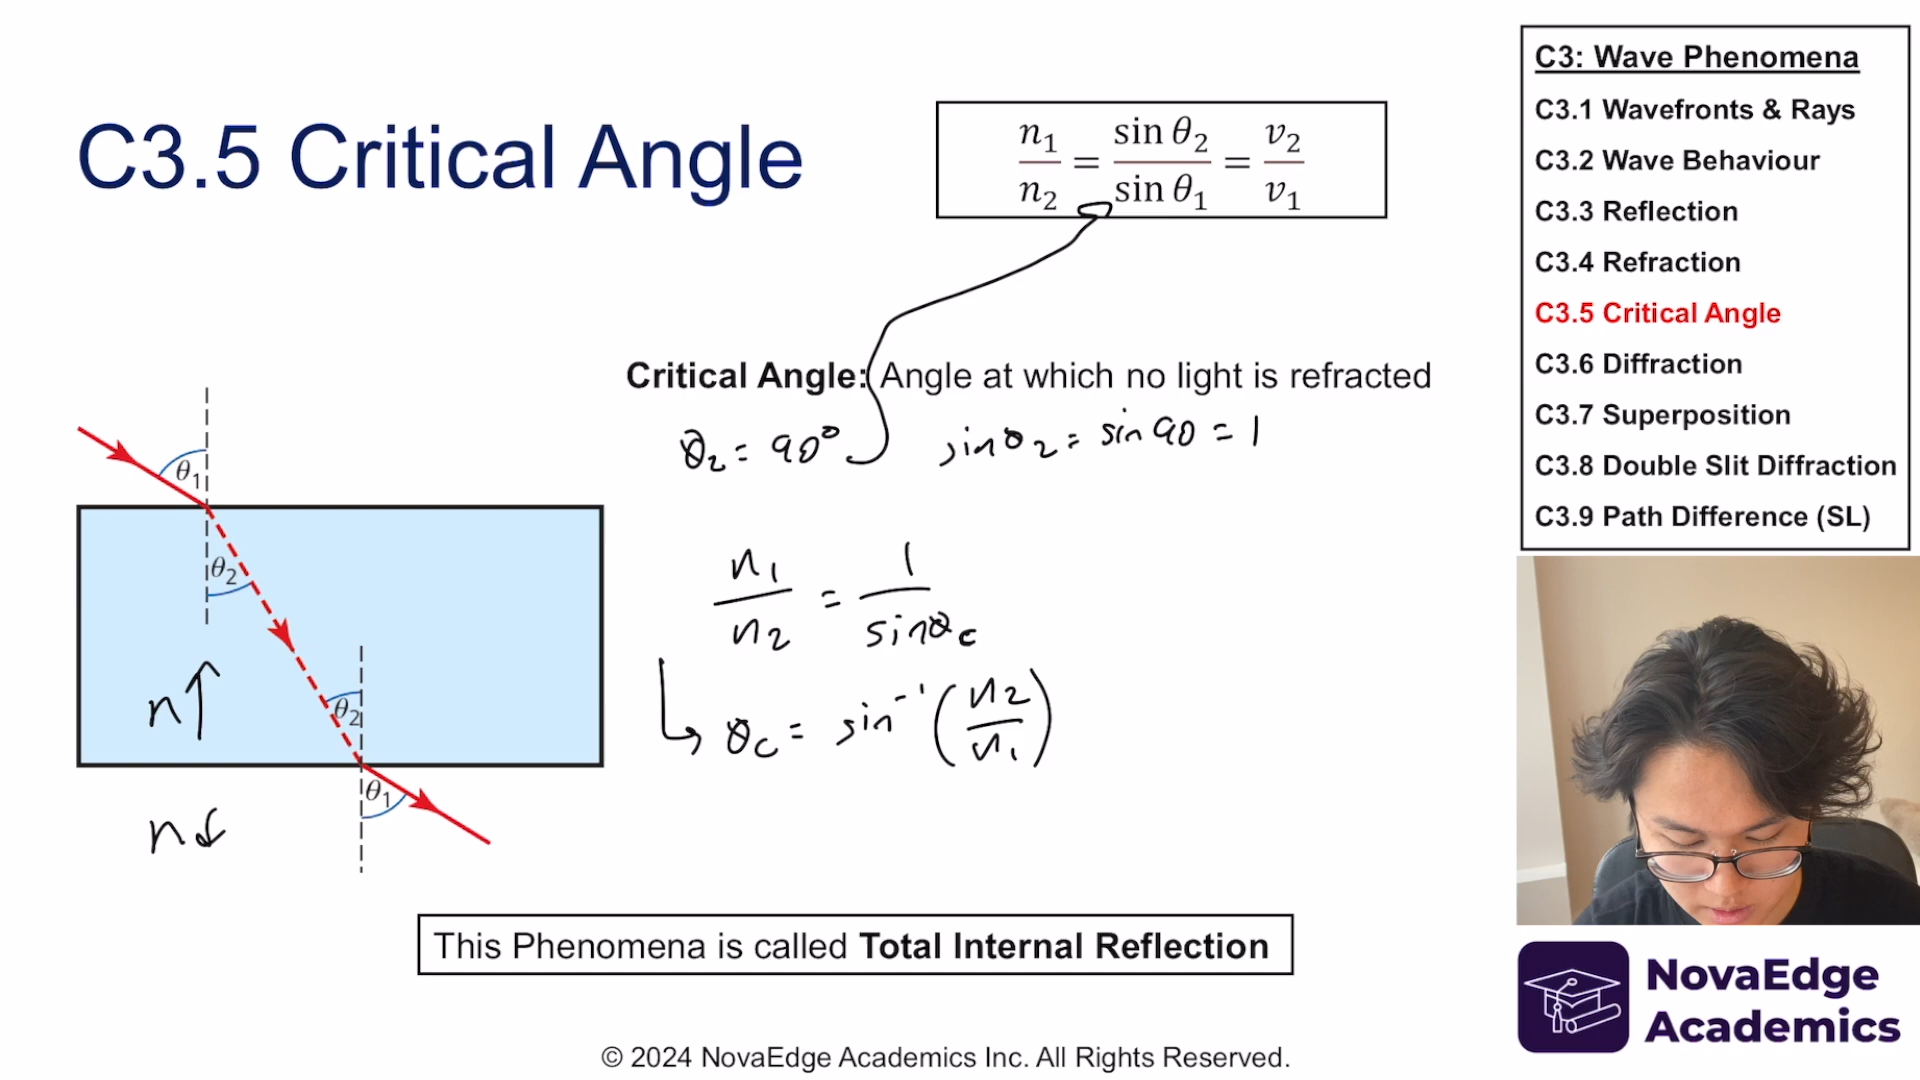 C3.5 Critical Angle
n₁/n₂ = sin θ₂/sin θ₁ = v₂/v₁
Critical Angle: Angle at which no light is refracted
θ₂ = 90° sinθ₂ = sin 90 = 1
n₁/n₂ = 1/sinθc
θc = sin⁻¹(n₂/n₁)
θ₁
θ₂
θ₂
θ₁
n↑
n↓
This Phenomena is called Total Internal Reflection
© 2024 NovaEdge Academics Inc. All Rights Reserved.
C3: Wave Phenomena
C3.1 Wavefronts & Rays
C3.2 Wave Behaviour
C3.3 Reflection
C3.4 Refraction
C3.5 Critical Angle
C3.6 Diffraction
C3.7 Superposition
C3.8 Double Slit Diffraction
C3.9 Path Difference (SL)
NovaEdge
Academics